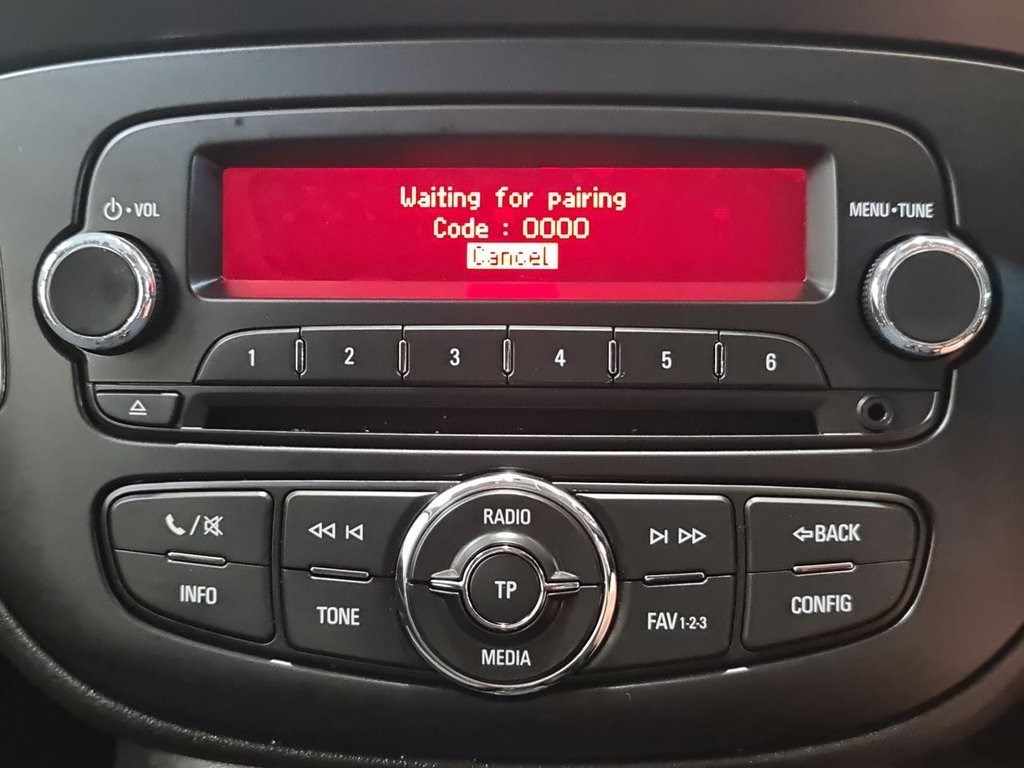 Waiting for pairing
Code : 0000
Cancel
•VOL
MENU•TUNE
1 2 3 4 5 6
RADIO
/
BACK
TP
INFO
TONE
FAV1-2-3
CONFIG
MEDIA